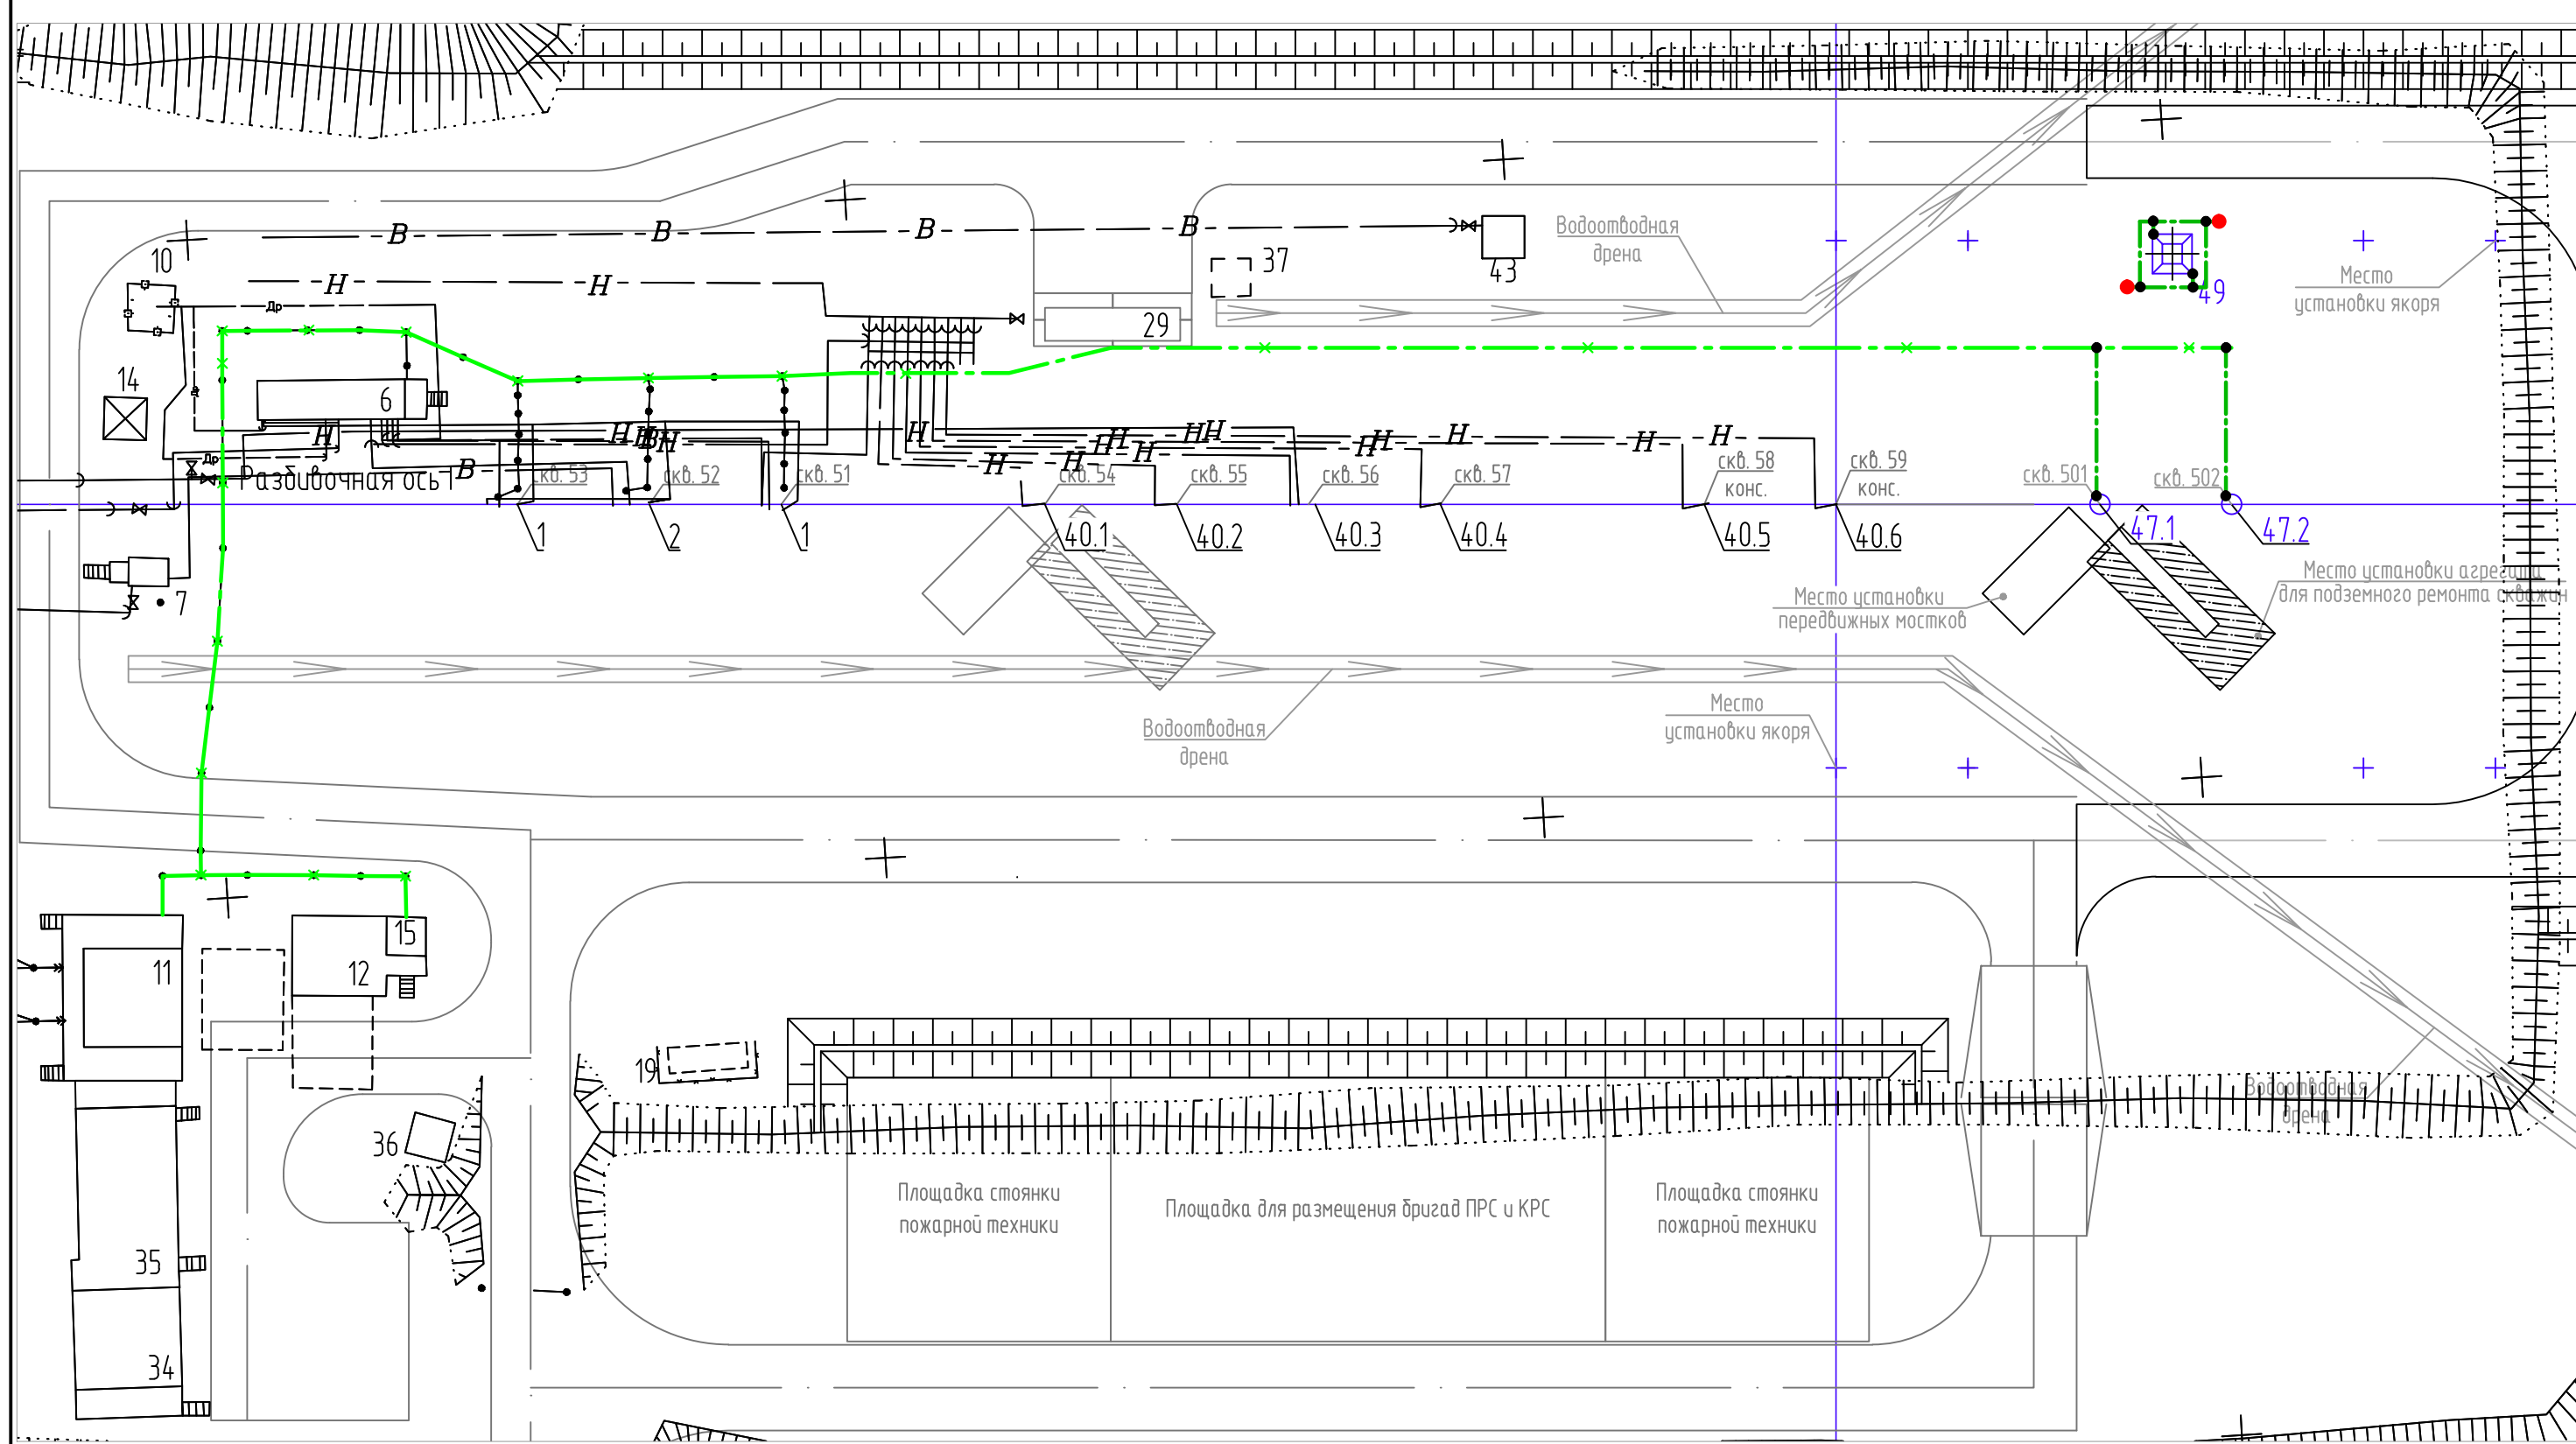 В
В
В
В
Водоотводная
дрена
10
Н
Н
37
43
49
Место
установки якоря
Др
29
14
6
Др
Н
Н
В
Н
Н
Н
Н
Н
Н
Н
Н
Н
Н
Н
Н
Н
Н
Др
Разбивочная ось 1
В
скв. 53
скв. 52
скв. 51
скв. 54
скв. 55
скв. 56
скв. 57
скв. 58
конс.
скв. 59
конс.
скв. 501
скв. 502
1
2
1
40.1
40.2
40.3
40.4
40.5
40.6
47.1
47.2
7
Место установки
передвижных мостков
Место установки агрегата
для подземного ремонта скважин
Водоотводная
дрена
Место
установки якоря
15
11
12
19
36
Водоотводная
дрена
Площадка стоянки
пожарной техники
Площадка для размещения бригад ПРС и КРС
Площадка стоянки
пожарной техники
35
34